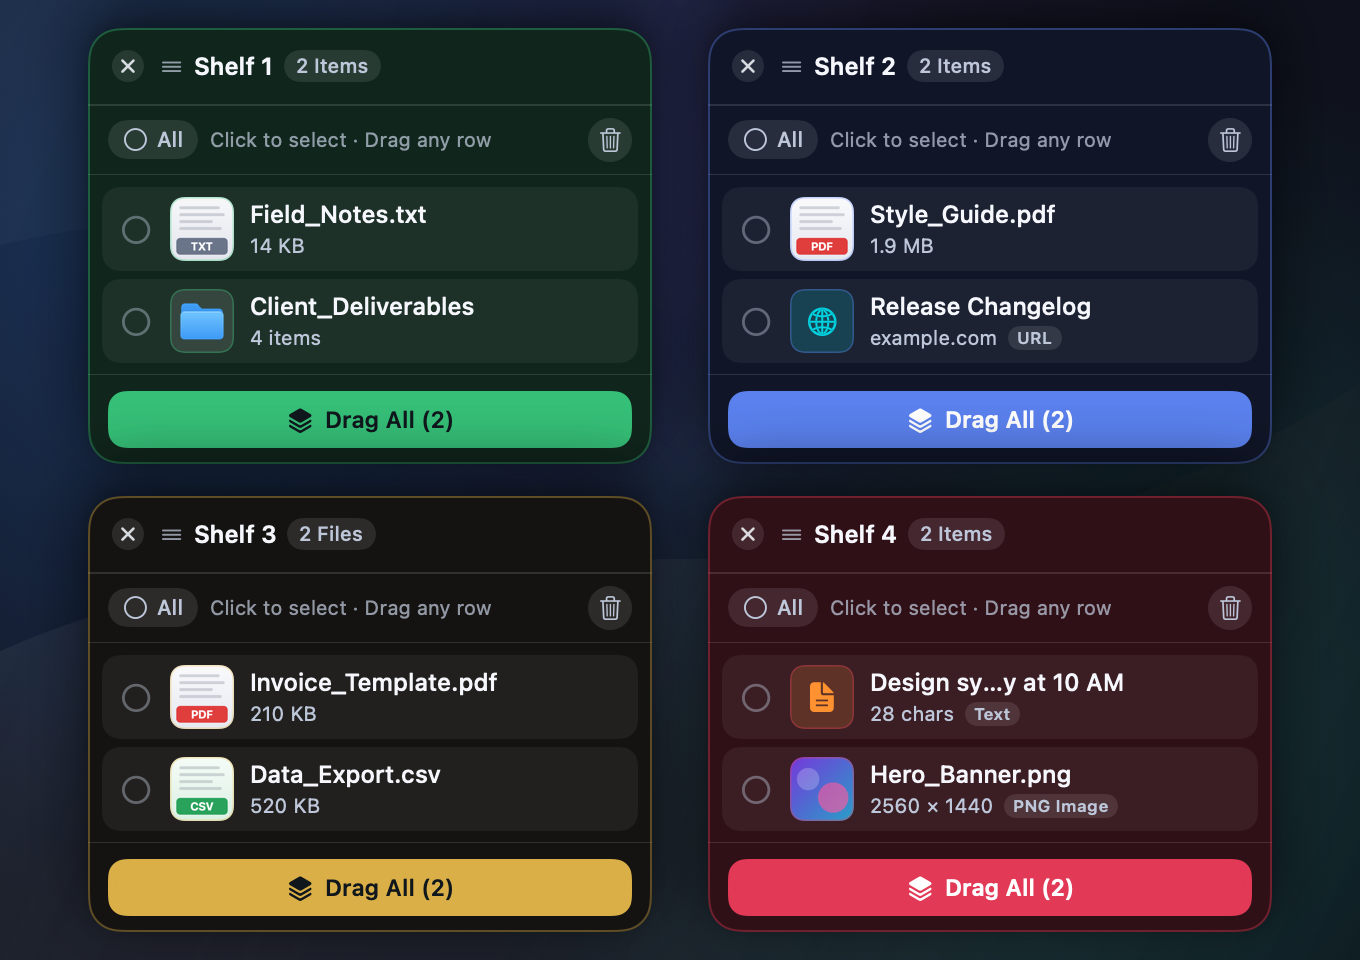 Shelf 1 2 Items
All Click to select · Drag any row
TXT
Field_Notes.txt
14 KB
Client_Deliverables
4 items
Drag All (2)
Shelf 2 2 Items
All Click to select · Drag any row
PDF
Style_Guide.pdf
1.9 MB
Release Changelog
example.com URL
Drag All (2)
Shelf 3 2 Files
All Click to select · Drag any row
PDF
Invoice_Template.pdf
210 KB
CSV
Data_Export.csv
520 KB
Drag All (2)
Shelf 4 2 Items
All Click to select · Drag any row
Design sy...y at 10 AM
28 chars Text
Hero_Banner.png
2560 × 1440 PNG Image
Drag All (2)